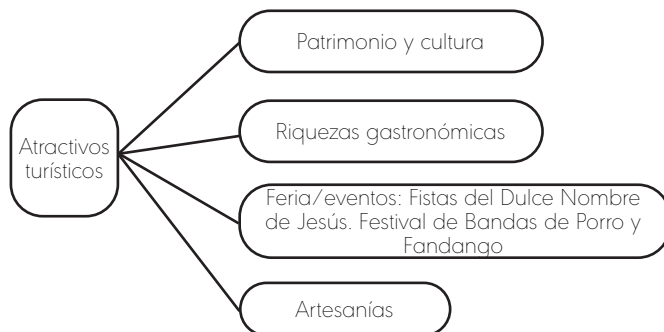 Atractivos
turísticos
Patrimonio y cultura
Riquezas gastronómicas
Feria/eventos: Fistas del Dulce Nombre
de Jesús. Festival de Bandas de Porro y
Fandango
Artesanías